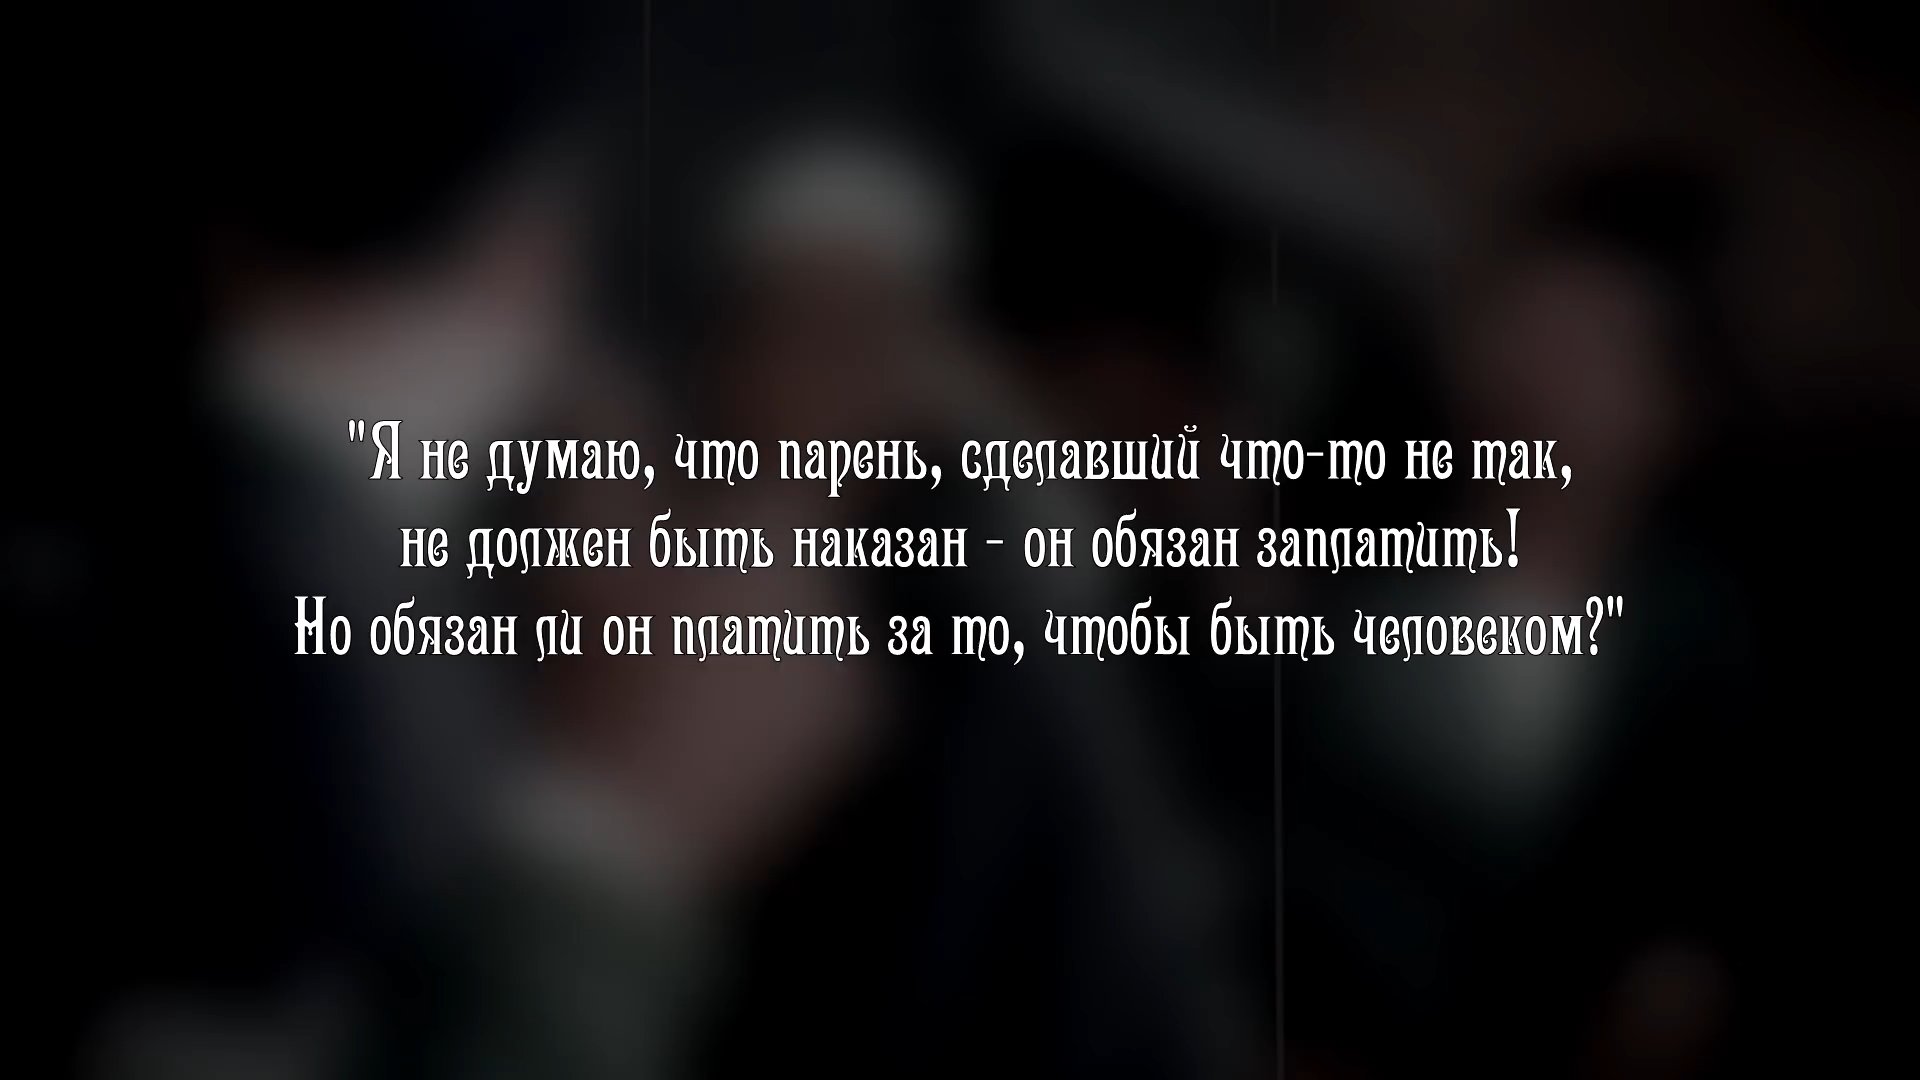 "Я не думаю, что парень, сделавший что-то не так,
не должен быть наказан - он обязан заплатить!
Но обязан ли он платить за то, чтобы быть человеком?"